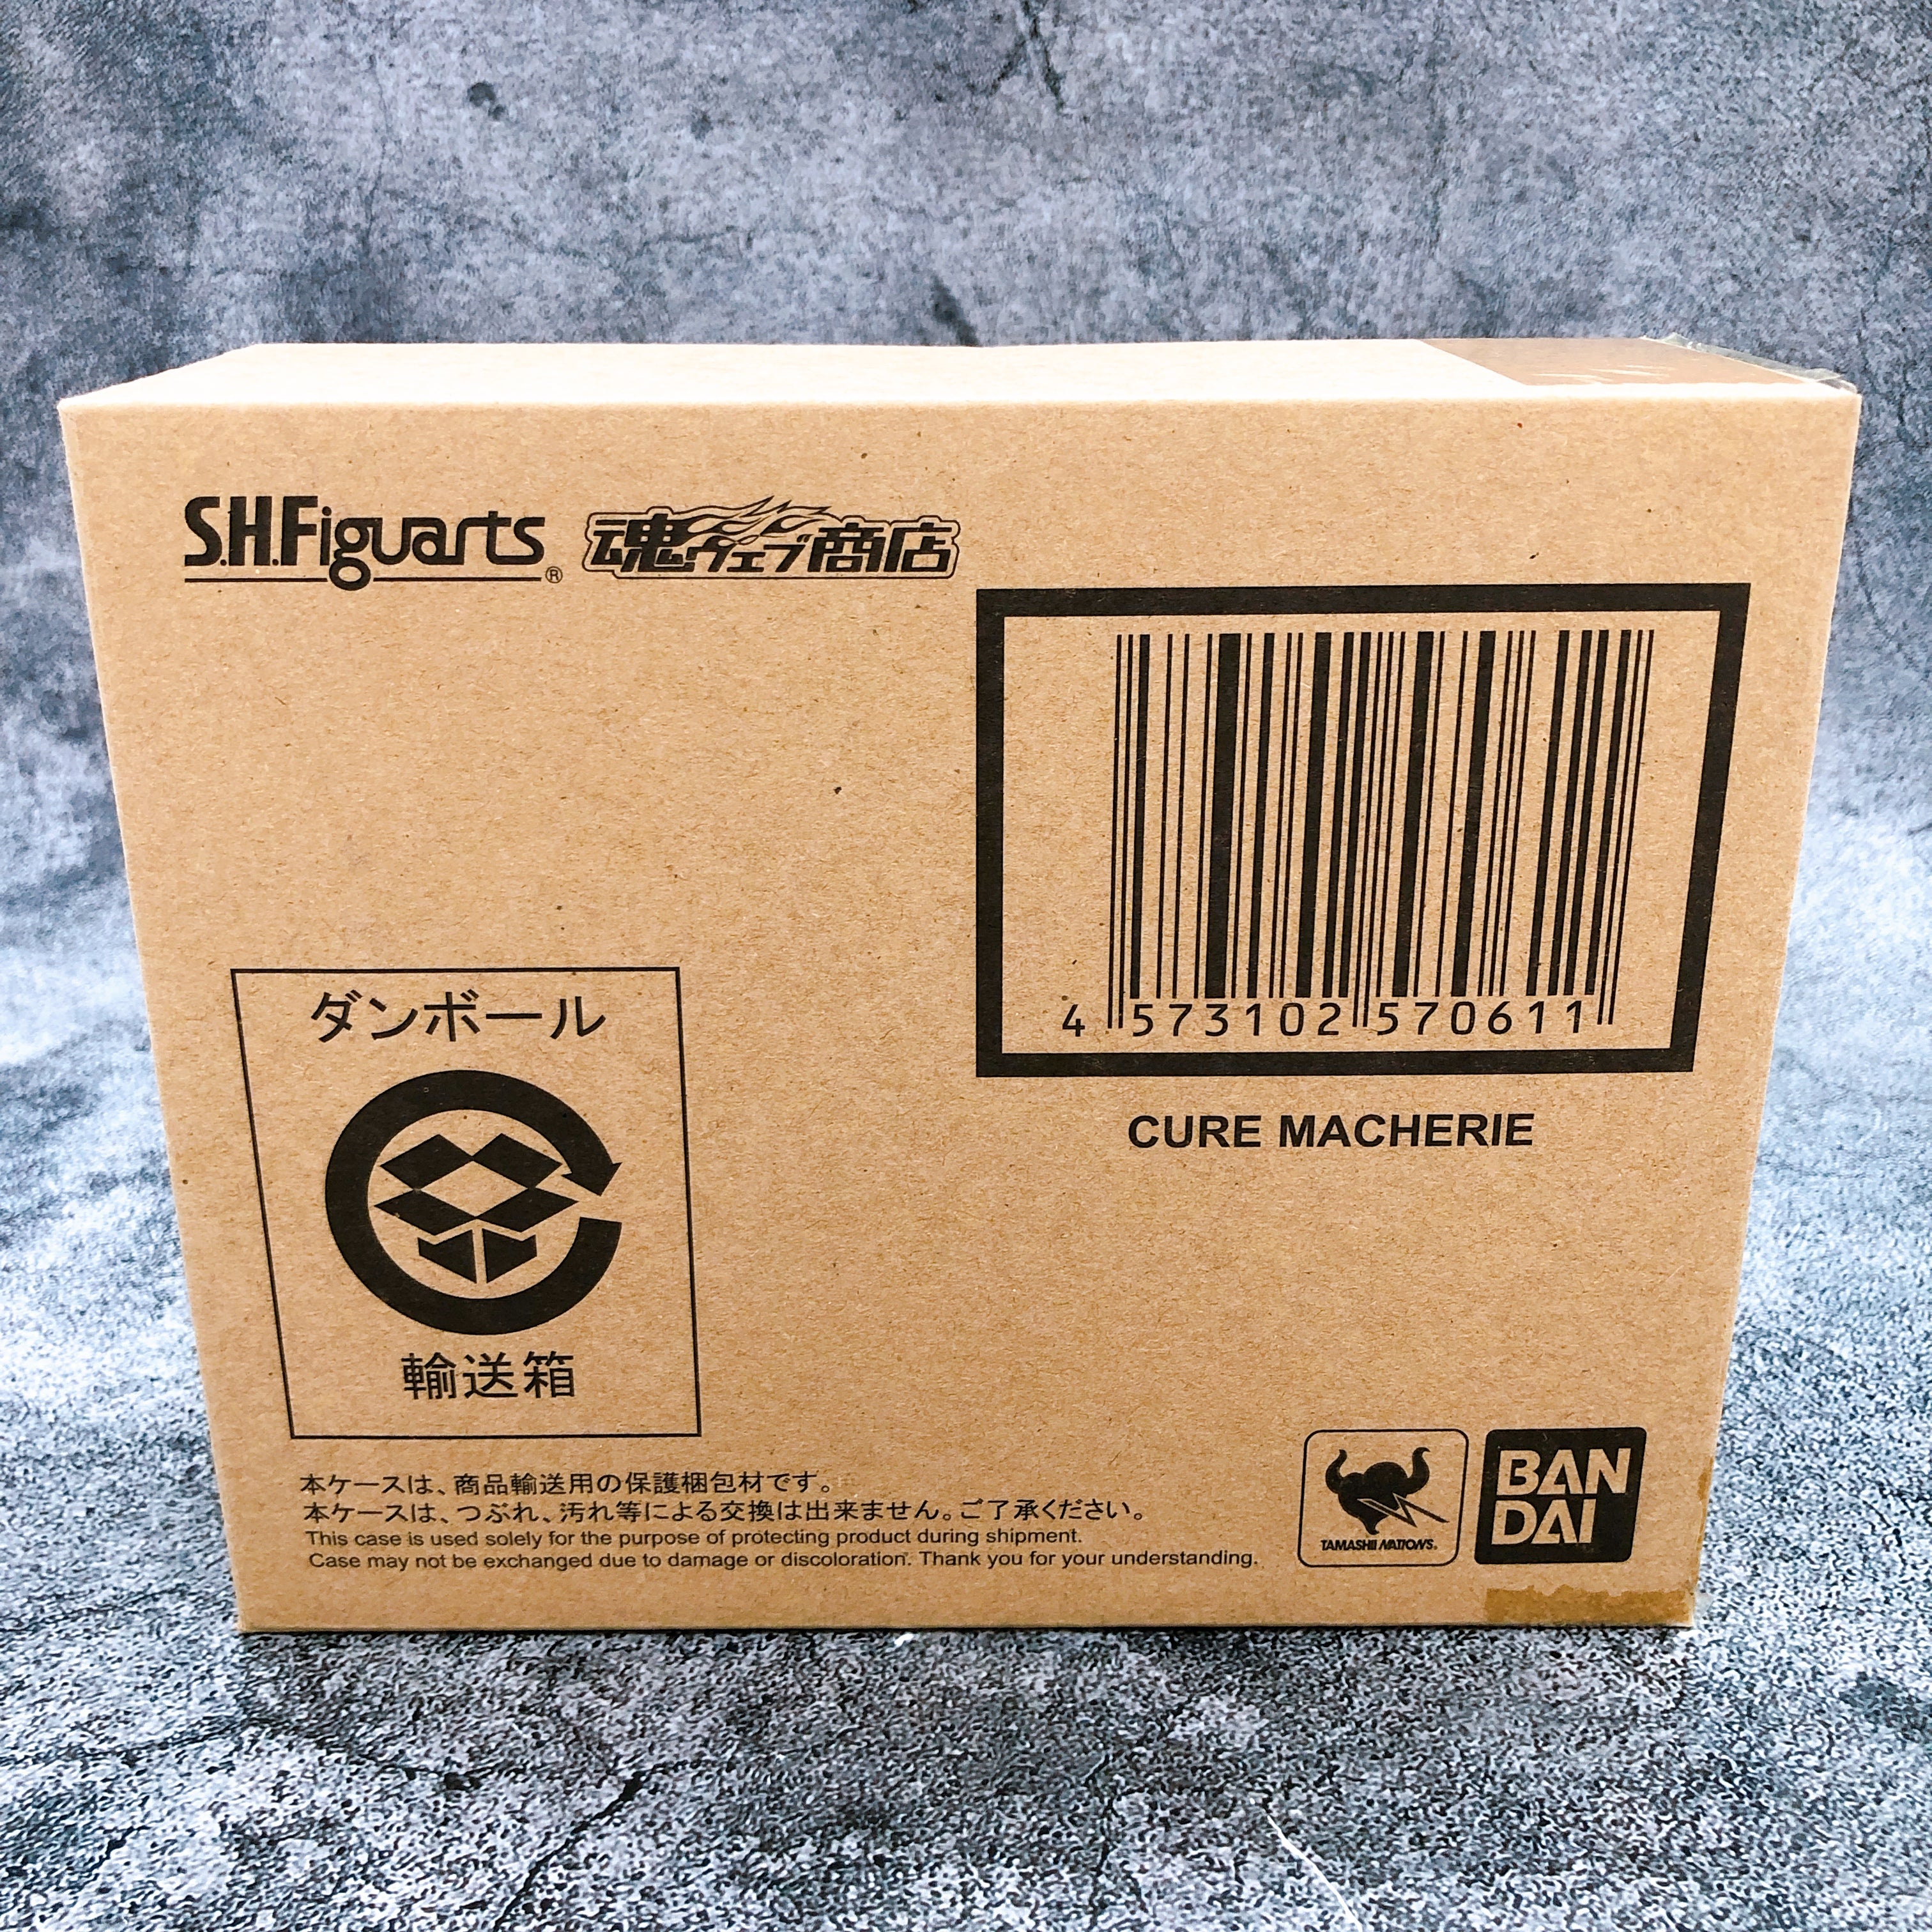 S.H.Figuarts® 魂ウェブ商店
4 573102 570611
CURE MACHERIE
ダンボール
輸送箱
本ケースは、商品輸送用の保護梱包材です。
本ケースは、つぶれ、汚れ等による交換は出来ません。ご了承ください。
This case is used solely for the purpose of protecting product during shipment.
Case may not be exchanged due to damage or discoloration. Thank you for your understanding.
TAMASHII NATIONS.
BAN
DAI